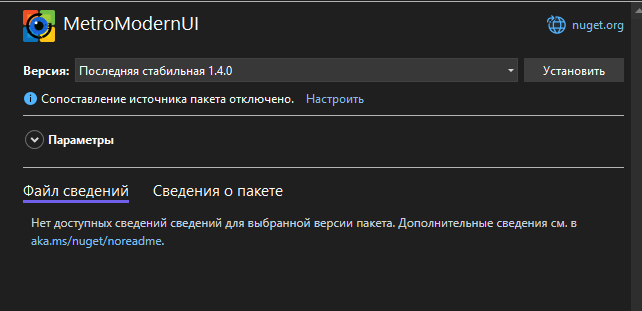 MetroModernUI
nuget.org
Версия: Последняя стабильная 1.4.0 Установить
Сопоставление источника пакета отключено. Настроить
Параметры
Файл сведений Сведения о пакете
Нет доступных сведений сведений для выбранной версии пакета. Дополнительные сведения см. в
aka.ms/nuget/noreadme.